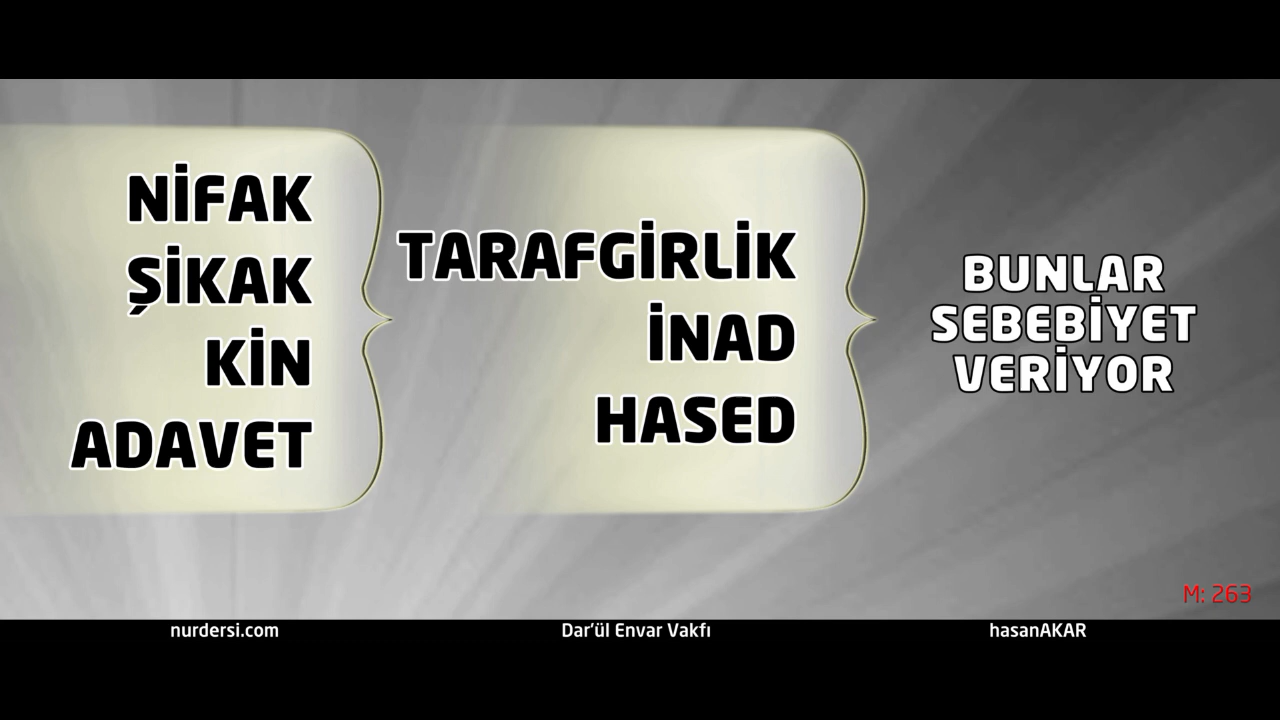 NİFAK
ŞİKAK
KİN
ADAVET
TARAFGİRLİK
İNAD
HASED
BUNLAR
SEBEBİYET
VERİYOR
M: 263
nurdersi.com
Dar'ül Envar Vakfı
hasanAKAR